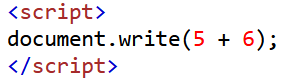 <script>
document.write(5 + 6);
</script>